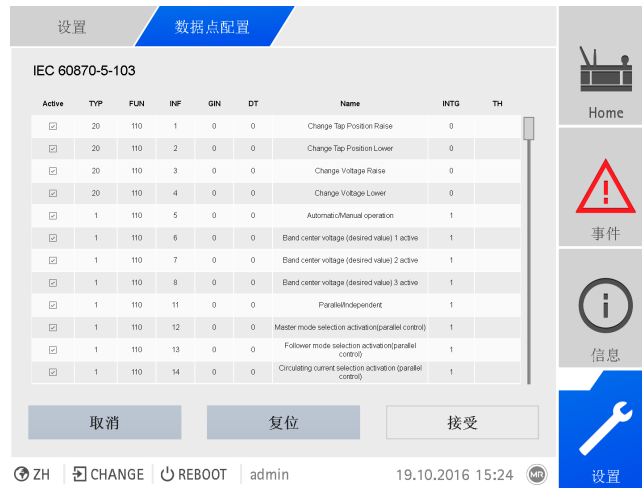 设置
数据点配置
IEC 60870-5-103
Active TYP FUN INF GIN DT Name INTG TH
20 110 1 0 0 Change Tap Position Raise 0
20 110 2 0 0 Change Tap Position Lower 0
20 110 3 0 0 Change Voltage Raise 0
20 110 4 0 0 Change Voltage Lower 0
1 110 5 0 0 Automatic/Manual operation 1
1 110 6 0 0 Band center voltage (desired value) 1 active 1
1 110 7 0 0 Band center voltage (desired value) 2 active 1
1 110 8 0 0 Band center voltage (desired value) 3 active 1
1 110 11 0 0 Parallel/Independent 1
1 110 12 0 0 Master mode selection activation(parallel control) 1
1 110 13 0 0 Follower mode selection activation(parallel
control) 1
1 110 14 0 0 Circulating current selection activation (parallel
control) 1
取消
复位
接受
ZH CHANGE REBOOT admin 19.10.2016 15:24 MR
Home
事件
信息
设置